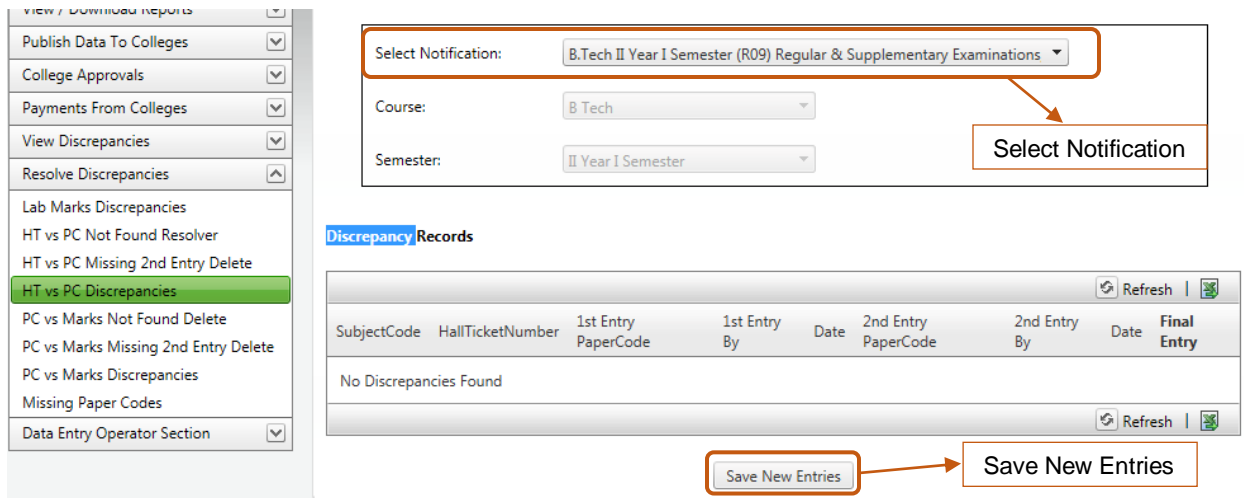 View / Download Reports
Publish Data To Colleges
College Approvals
Payments From Colleges
View Discrepancies
Resolve Discrepancies
Lab Marks Discrepancies
HT vs PC Not Found Resolver
HT vs PC Missing 2nd Entry Delete
HT vs PC Discrepancies
PC vs Marks Not Found Delete
PC vs Marks Missing 2nd Entry Delete
PC vs Marks Discrepancies
Missing Paper Codes
Data Entry Operator Section
Select Notification: B.Tech II Year I Semester (R09) Regular & Supplementary Examinations
Course: B Tech
Semester: II Year I Semester
Select Notification
Discrepancy Records
Refresh |
SubjectCode HallTicketNumber 1st Entry PaperCode 1st Entry By Date 2nd Entry PaperCode 2nd Entry By Date Final Entry
No Discrepancies Found
Refresh |
Save New Entries
Save New Entries